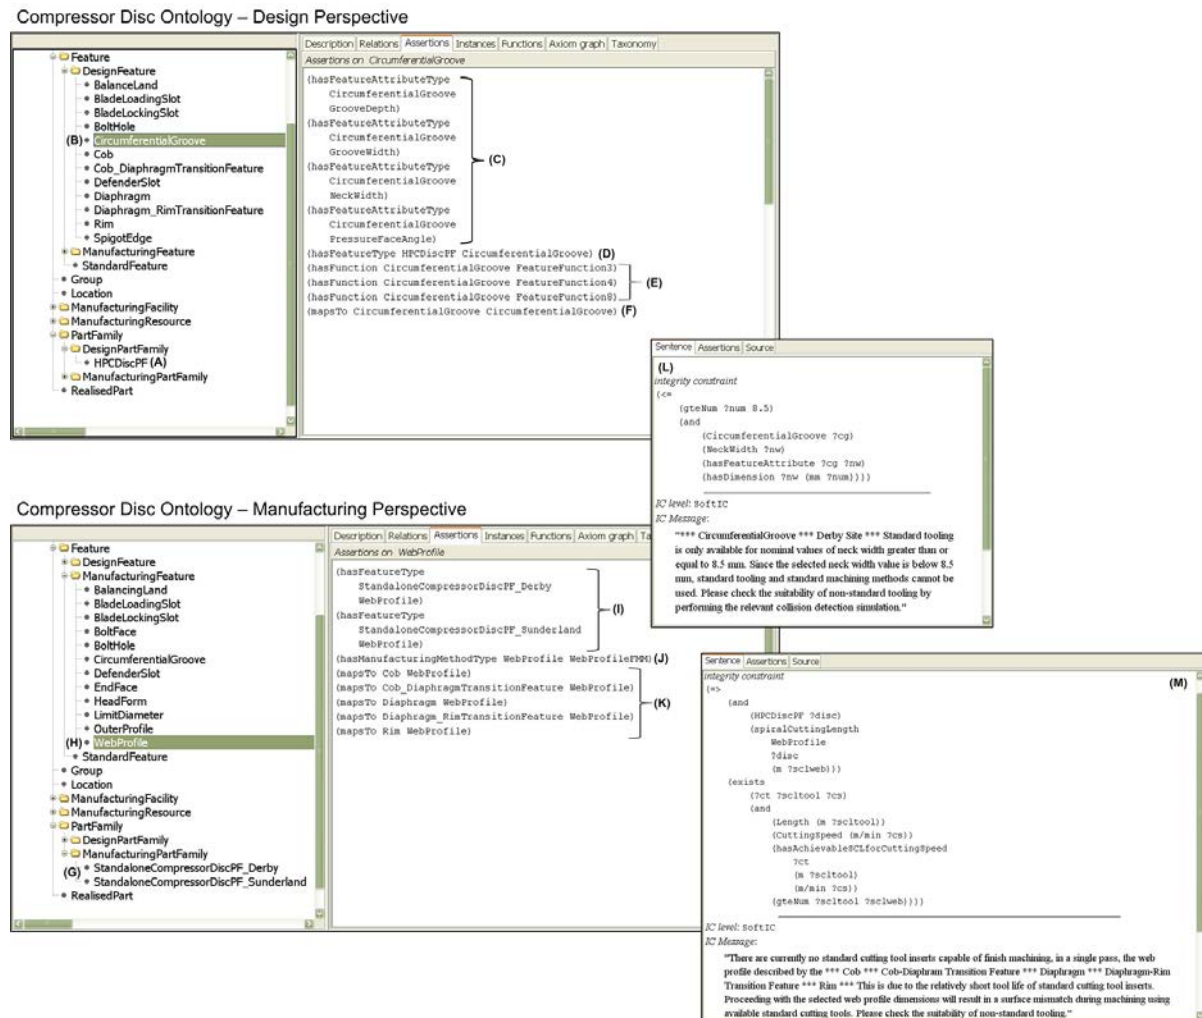 Compressor Disc Ontology – Design Perspective
Feature
DesignFeature
BalanceLand
BladeLoadingSlot
BladeLockingSlot
BoltHole
(B) CircumferentialGroove
Cob
Cob_DiaphragmTransitionFeature
DefenderSlot
Diaphragm
Diaphragm_RimTransitionFeature
Rim
SpigotEdge
ManufacturingFeature
StandardFeature
Group
Location
ManufacturingFacility
ManufacturingResource
PartFamily
DesignPartFamily
HPCDiscPF (A)
ManufacturingPartFamily
RealisedPart
Description Relations Assertions Instances Functions Axiom graph Taxonomy
Assertions on CircumferentialGroove
(hasFeatureAttributeType
CircumferentialGroove
GrooveDepth)
(hasFeatureAttributeType
CircumferentialGroove
GrooveWidth)
(C)
(hasFeatureAttributeType
CircumferentialGroove
NeckWidth)
(hasFeatureAttributeType
CircumferentialGroove
PressureFaceAngle)
(hasFeatureType HPCDiscPF CircumferentialGroove) (D)
(hasFunction CircumferentialGroove FeatureFunction3)
(hasFunction CircumferentialGroove FeatureFunction4) (E)
(hasFunction CircumferentialGroove FeatureFunction8)
(mapsTo CircumferentialGroove CircumferentialGroove) (F)
Sentence Assertions Source
(L)
integrity constraint
(<=
(gteNum ?num 8.5)
(and
(CircumferentialGroove ?cg)
(NeckWidth ?nw)
(hasFeatureAttribute ?cg ?nw)
(hasDimension ?nw (mm ?num))))
IC level: SoftIC
IC Message:
"*** CircumferentialGroove *** Derby Site *** Standard tooling
is only available for nominal values of neck width greater than or
equal to 8.5 mm. Since the selected neck width value is below 8.5
mm, standard tooling and standard machining methods cannot be
used. Please check the suitability of non-standard tooling by
performing the relevant collision detection simulation."
Compressor Disc Ontology – Manufacturing Perspective
Feature
DesignFeature
ManufacturingFeature
BalancingLand
BladeLoadingSlot
BladeLockingSlot
BoltFace
BoltHole
CircumferentialGroove
DefenderSlot
EndFace
HeadForm
LimitDiameter
OuterProfile
(H) WebProfile
StandardFeature
Group
Location
ManufacturingFacility
ManufacturingResource
PartFamily
DesignPartFamily
ManufacturingPartFamily
(G) StandaloneCompressorDiscPF_Derby
StandaloneCompressorDiscPF_Sunderland
RealisedPart
Description Relations Assertions Instances Functions Axiom graph Ta
Assertions on WebProfile
(hasFeatureType
StandaloneCompressorDiscPF_Derby
WebProfile)
(I)
(hasFeatureType
StandaloneCompressorDiscPF_Sunderland
WebProfile)
(hasManufacturingMethodType WebProfile WebProfileFMM) (J)
(mapsTo Cob WebProfile)
(mapsTo Cob_DiaphragmTransitionFeature WebProfile)
(mapsTo Diaphragm WebProfile) (K)
(mapsTo Diaphragm_RimTransitionFeature WebProfile)
(mapsTo Rim WebProfile)
Sentence Assertions Source
integrity constraint (M)
(=>
(and
(HPCDiscPF ?disc)
(spiralCuttingLength
WebProfile
?disc
(m ?sclweb)))
(exists
(?ct ?scltool ?cs)
(and
(Length (m ?scltool))
(CuttingSpeed (m/min ?cs))
(hasAchievableSCLforCuttingSpeed
?ct
(m ?scltool)
(m/min ?cs))
(gteNum ?scltool ?sclweb))))
IC level: SoftIC
IC Message:
"There are currently no standard cutting tool inserts capable of finish machining, in a single pass, the web
profile described by the *** Cob *** Cob-Diaphram Transition Feature *** Diaphragm *** Diaphragm-Rim
Transition Feature *** Rim *** This is due to the relatively short tool life of standard cutting tool inserts.
Proceeding with the selected web profile dimensions will result in a surface mismatch during machining using
available standard cutting tools. Please check the suitability of non-standard tooling."